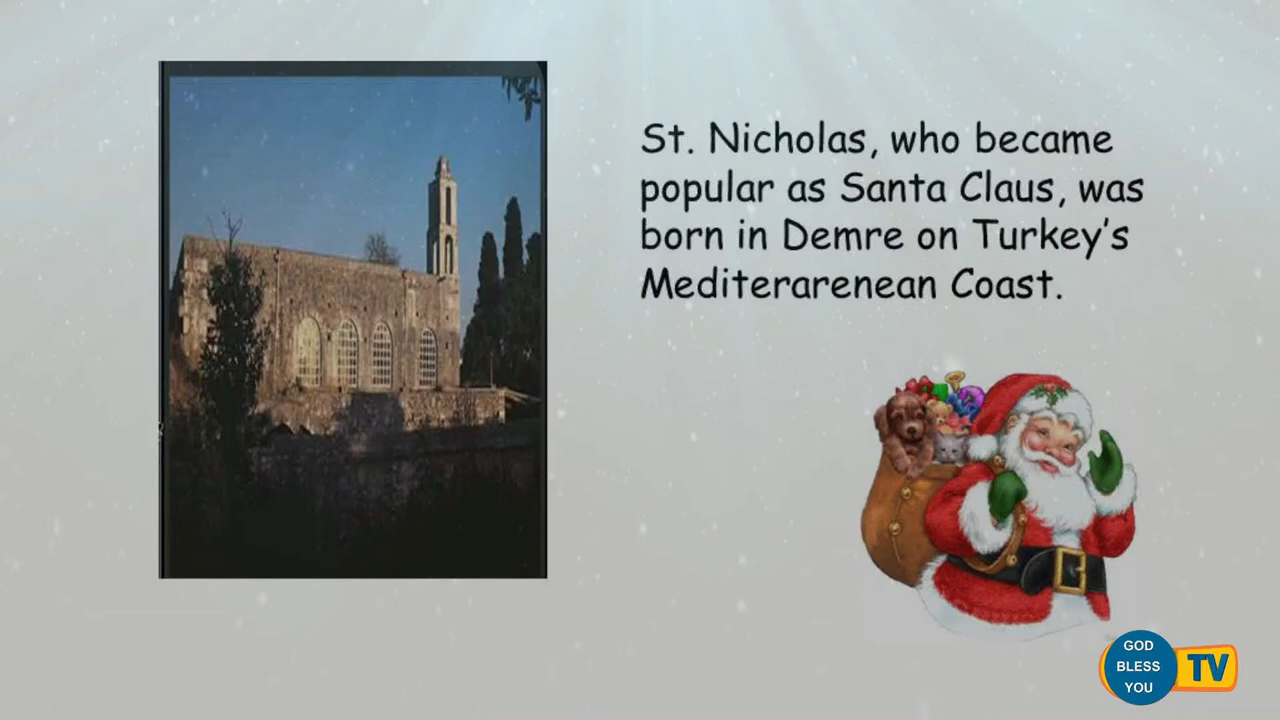 St. Nicholas, who became
popular as Santa Claus, was
born in Demre on Turkey's
Mediterarenean Coast.
GOD
BLESS
YOU
TV